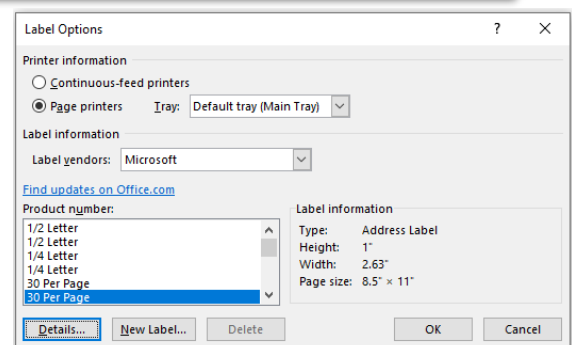 Label Options ? ×
Printer information
Continuous-feed printers
Page printers Tray: Default tray (Main Tray)
Label information
Label vendors: Microsoft
Find updates on Office.com
Product number:
1/2 Letter
1/2 Letter
1/4 Letter
1/4 Letter
30 Per Page
30 Per Page
Label information
Type: Address Label
Height: 1"
Width: 2.63"
Page size: 8.5" × 11"
Details... New Label... Delete OK Cancel